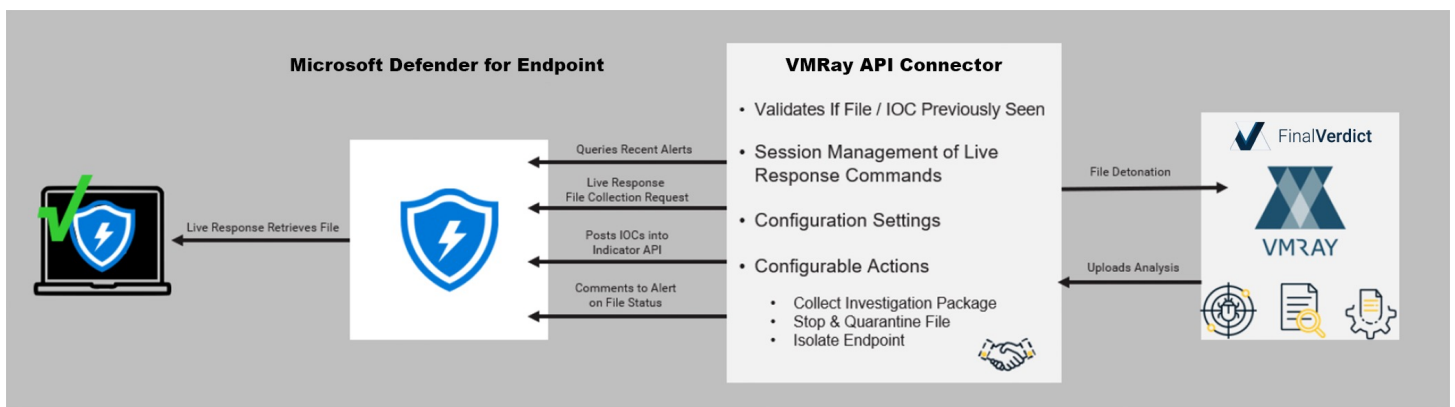 Microsoft Defender for Endpoint
VMRay API Connector
• Validates If File / IOC Previously Seen
• Session Management of Live
Response Commands
• Configuration Settings
• Configurable Actions
• Collect Investigation Package
• Stop & Quarantine File
• Isolate Endpoint
Queries Recent Alerts
Live Response
File Collection Request
Posts IOCs into
Indicator API
Comments to Alert
on File Status
Live Response Retrieves File
File Detonation
Uploads Analysis
FinalVerdict
VMRAY